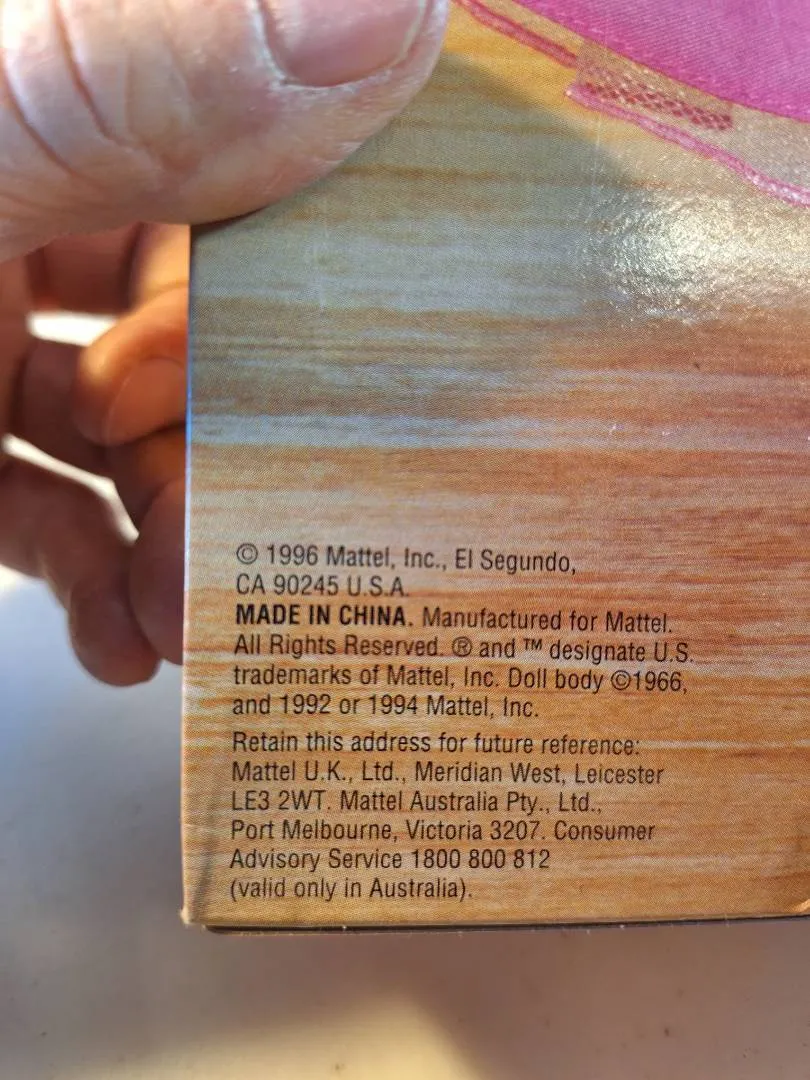 © 1996 Mattel, Inc., El Segundo,
CA 90245 U.S.A.
MADE IN CHINA. Manufactured for Mattel.
All Rights Reserved. ® and ™ designate U.S.
trademarks of Mattel, Inc. Doll body ©1966,
and 1992 or 1994 Mattel, Inc.
Retain this address for future reference:
Mattel U.K., Ltd., Meridian West, Leicester
LE3 2WT. Mattel Australia Pty., Ltd.,
Port Melbourne, Victoria 3207. Consumer
Advisory Service 1800 800 812
(valid only in Australia).